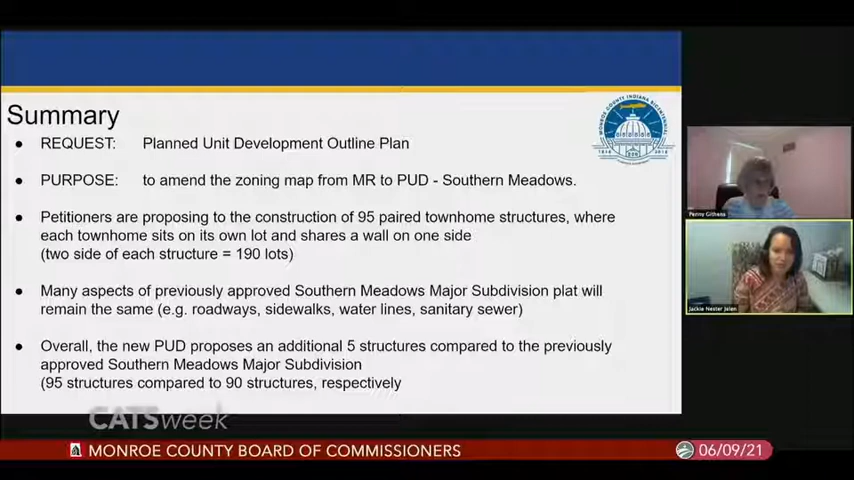 Summary
● REQUEST: Planned Unit Development Outline Plan
● PURPOSE: to amend the zoning map from MR to PUD - Southern Meadows.
● Petitioners are proposing to the construction of 95 paired townhome structures, where
each townhome sits on its own lot and shares a wall on one side
(two side of each structure = 190 lots)
● Many aspects of previously approved Southern Meadows Major Subdivision plat will
remain the same (e.g. roadways, sidewalks, water lines, sanitary sewer)
● Overall, the new PUD proposes an additional 5 structures compared to the previously
approved Southern Meadows Major Subdivision
(95 structures compared to 90 structures, respectively
MONROE COUNTY INDIANA BICENTENNIAL
Penny Githens
Jackie Nester Jelen
CATSweek
MONROE COUNTY BOARD OF COMMISSIONERS
06/09/21